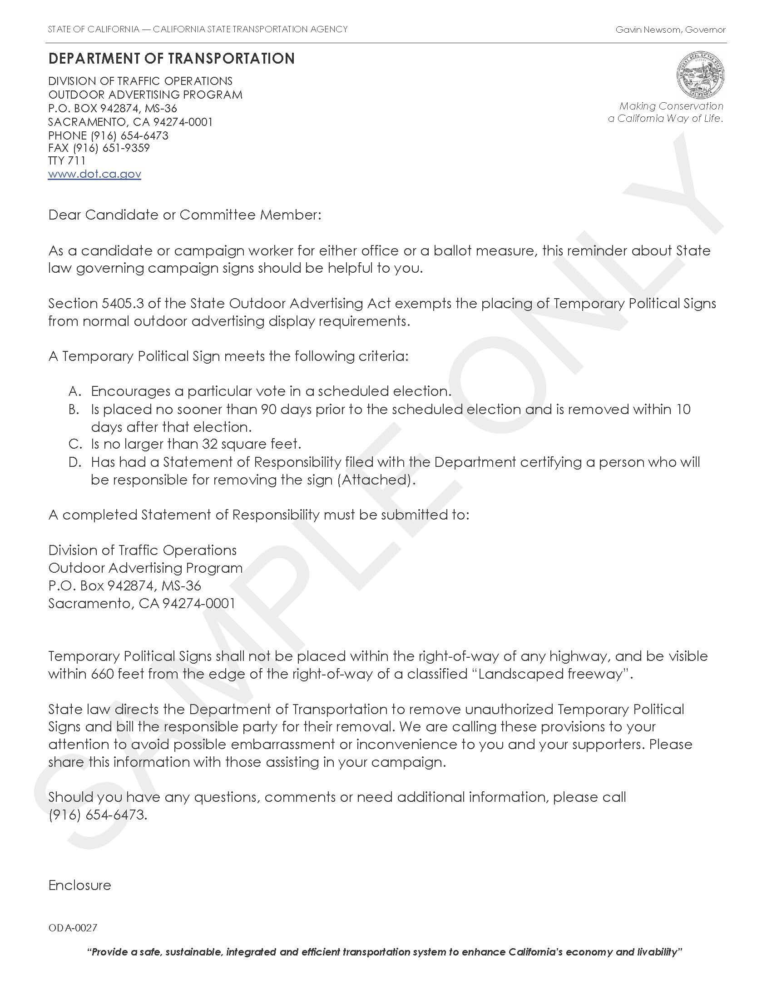 STATE OF CALIFORNIA — CALIFORNIA STATE TRANSPORTATION AGENCY
Gavin Newsom, Governor
DEPARTMENT OF TRANSPORTATION
DIVISION OF TRAFFIC OPERATIONS
OUTDOOR ADVERTISING PROGRAM
P.O. BOX 942874, MS-36
SACRAMENTO, CA 94274-0001
PHONE (916) 654-6473
FAX (916) 651-9359
TTY 711
www.dot.ca.gov
Making Conservation
a California Way of Life.
Dear Candidate or Committee Member:
As a candidate or campaign worker for either office or a ballot measure, this reminder about State
law governing campaign signs should be helpful to you.
Section 5405.3 of the State Outdoor Advertising Act exempts the placing of Temporary Political Signs
from normal outdoor advertising display requirements.
A Temporary Political Sign meets the following criteria:
A. Encourages a particular vote in a scheduled election.
B. Is placed no sooner than 90 days prior to the scheduled election and is removed within 10
days after that election.
C. Is no larger than 32 square feet.
D. Has had a Statement of Responsibility filed with the Department certifying a person who will
be responsible for removing the sign (Attached).
A completed Statement of Responsibility must be submitted to:
Division of Traffic Operations
Outdoor Advertising Program
P.O. Box 942874, MS-36
Sacramento, CA 94274-0001
Temporary Political Signs shall not be placed within the right-of-way of any highway, and be visible
within 660 feet from the edge of the right-of-way of a classified “Landscaped freeway”.
State law directs the Department of Transportation to remove unauthorized Temporary Political
Signs and bill the responsible party for their removal. We are calling these provisions to your
attention to avoid possible embarrassment or inconvenience to you and your supporters. Please
share this information with those assisting in your campaign.
Should you have any questions, comments or need additional information, please call
(916) 654-6473.
Enclosure
ODA-0027
“Provide a safe, sustainable, integrated and efficient transportation system to enhance California’s economy and livability”
SAMPLE ONLY